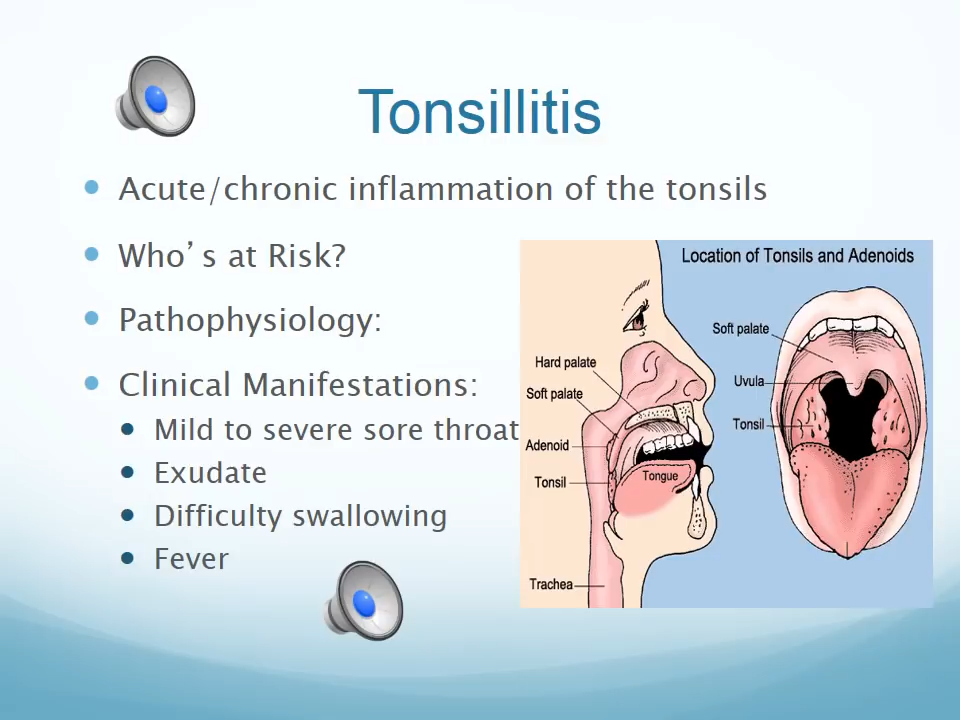 Tonsillitis
Acute/chronic inflammation of the tonsils
Who's at Risk?
Pathophysiology:
Clinical Manifestations:
Mild to severe sore throat
Exudate
Difficulty swallowing
Fever
Location of Tonsils and Adenoids
Hard palate
Soft palate
Adenoid
Tonsil
Tongue
Trachea
Soft palate
Uvula
Tonsil